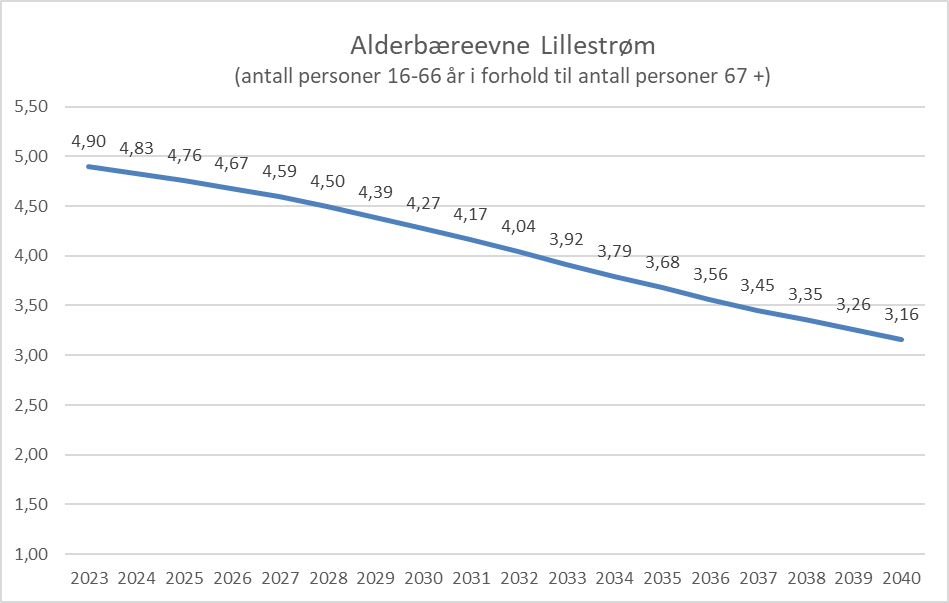 Alderbæreevne Lillestrøm
(antall personer 16-66 år i forhold til antall personer 67 +)
5,50
5,00
4,50
4,00
3,50
3,00
2,50
2,00
1,50
1,00
4,90 4,83 4,76 4,67 4,59 4,50 4,39 4,27 4,17 4,04 3,92 3,79 3,68 3,56 3,45 3,35 3,26 3,16
2023 2024 2025 2026 2027 2028 2029 2030 2031 2032 2033 2034 2035 2036 2037 2038 2039 2040